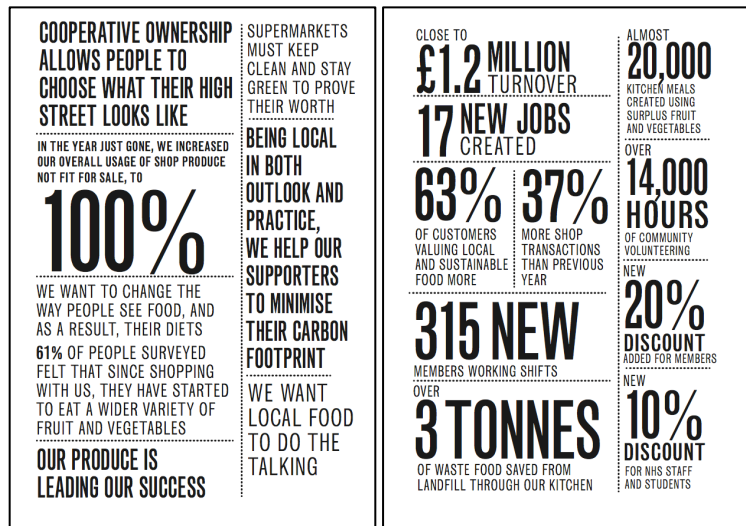 COOPERATIVE OWNERSHIP
ALLOWS PEOPLE TO
CHOOSE WHAT THEIR HIGH
STREET LOOKS LIKE
IN THE YEAR JUST GONE, WE INCREASED
OUR OVERALL USAGE OF SHOP PRODUCE
NOT FIT FOR SALE, TO
100%
WE WANT TO CHANGE THE
WAY PEOPLE SEE FOOD, AND
AS A RESULT, THEIR DIETS
61% OF PEOPLE SURVEYED
FELT THAT SINCE SHOPPING
WITH US, THEY HAVE STARTED
TO EAT A WIDER VARIETY OF
FRUIT AND VEGETABLES
OUR PRODUCE IS
LEADING OUR SUCCESS
SUPERMARKETS
MUST KEEP
CLEAN AND STAY
GREEN TO PROVE
THEIR WORTH
BEING LOCAL
IN BOTH
OUTLOOK AND
PRACTICE,
WE HELP OUR
SUPPORTERS
TO MINIMISE
THEIR CARBON
FOOTPRINT
WE WANT
LOCAL FOOD
TO DO THE
TALKING
CLOSE TO
£1.2 MILLION
TURNOVER
17 NEW JOBS
CREATED
63%
OF CUSTOMERS
VALUING LOCAL
AND SUSTAINABLE
FOOD MORE
37%
MORE SHOP
TRANSACTIONS
THAN PREVIOUS
YEAR
315 NEW
MEMBERS WORKING SHIFTS
OVER
3 TONNES
OF WASTE FOOD SAVED FROM
LANDFILL THROUGH OUR KITCHEN
ALMOST
20,000
KITCHEN MEALS
CREATED USING
SURPLUS FRUIT
AND VEGETABLES
OVER
14,000
HOURS
OF COMMUNITY
VOLUNTEERING
NEW
20%
DISCOUNT
ADDED FOR MEMBERS
NEW
10%
DISCOUNT
FOR NHS STAFF
AND STUDENTS